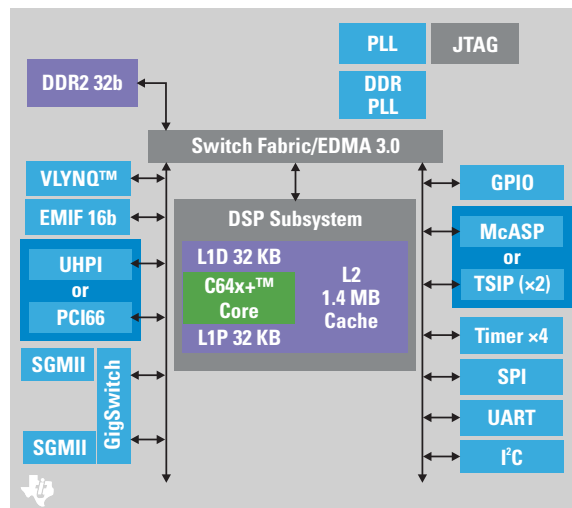 PLL
JTAG
DDR2 32b
DDR
PLL
Switch Fabric/EDMA 3.0
VLYNQ™
EMIF 16b
UHPI
or
PCI66
SGMII
GigSwitch
SGMII
DSP Subsystem
L1D 32 KB
C64x+™
Core
L1P 32 KB
L2
1.4 MB
Cache
GPIO
McASP
or
TSIP (×2)
Timer ×4
SPI
UART
I²C